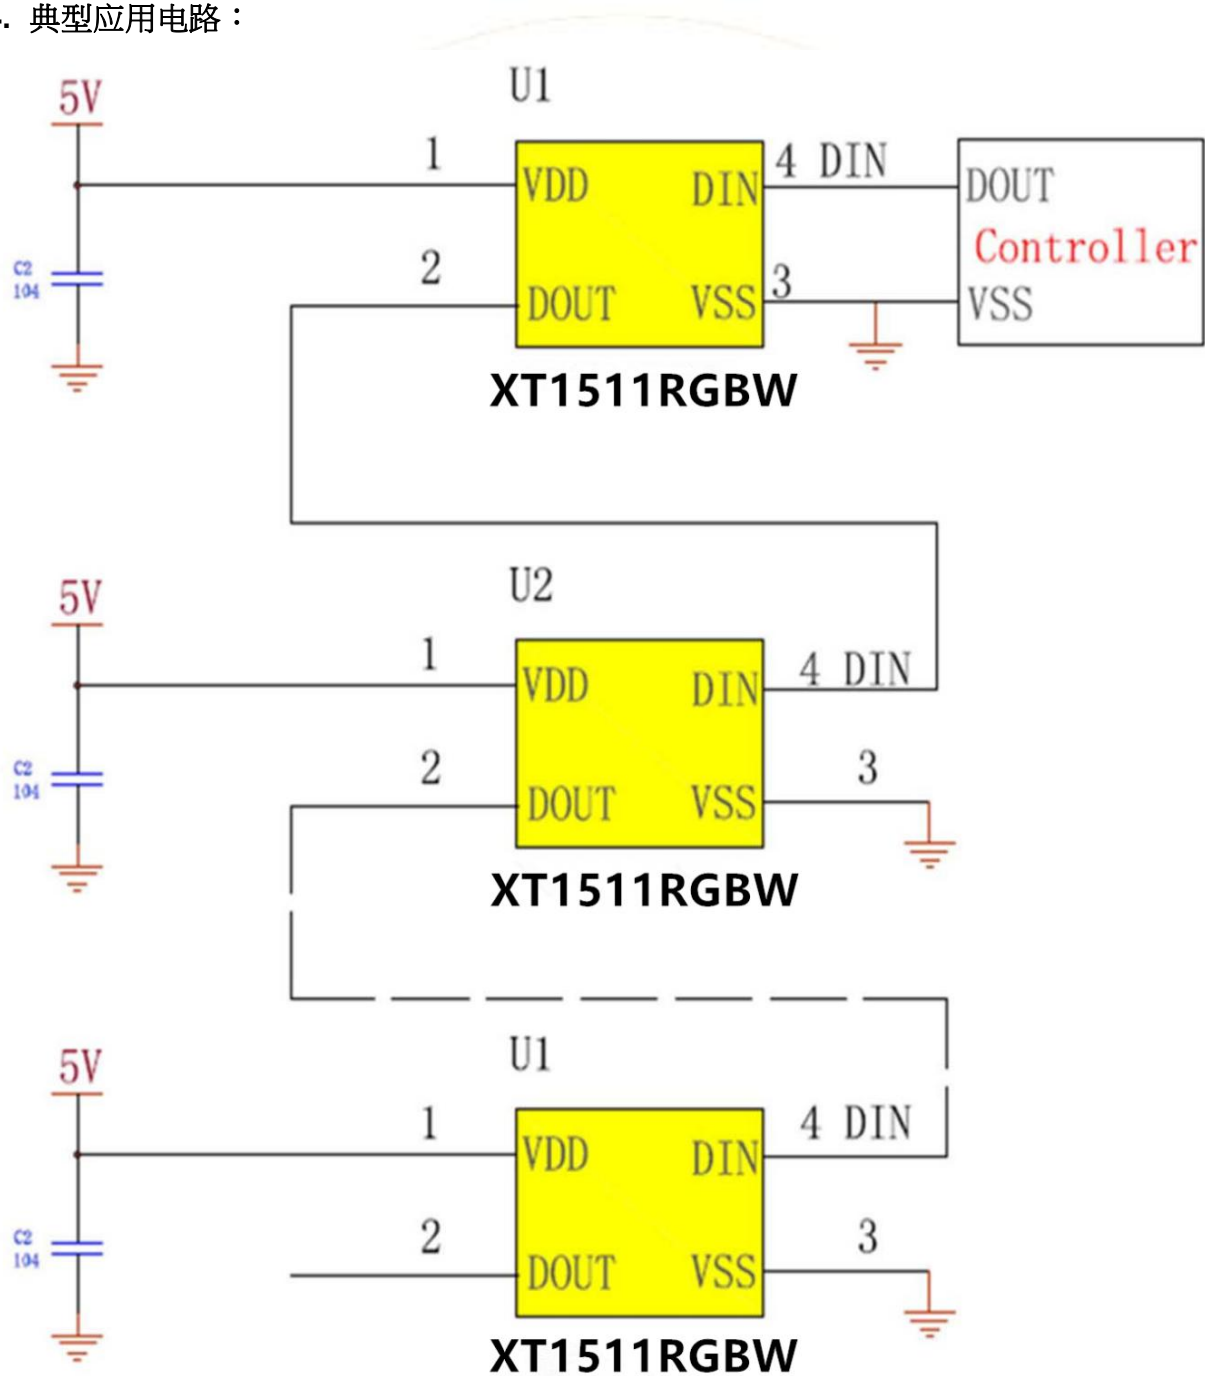 . 典型应用电路：
5V
U1
1
VDD
DIN
4 DIN
DOUT
Controller
VSS
C2
104
2
DOUT
VSS
3
XT1511RGBW
5V
U2
1
VDD
DIN
4 DIN
C2
104
2
DOUT
VSS
3
XT1511RGBW
5V
U1
1
VDD
DIN
4 DIN
C2
104
2
DOUT
VSS
3
XT1511RGBW